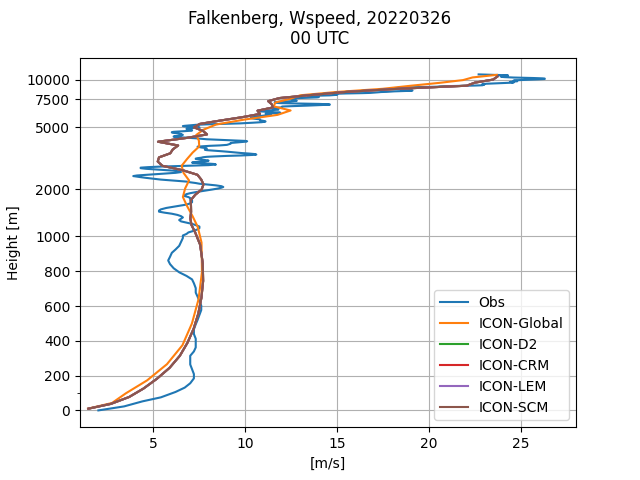 Falkenberg, Wspeed, 20220326
00 UTC
Height [m]
10000
7500
5000
2000
1000
800
600
400
200
0
5
10
15
20
25
[m/s]
Obs
ICON-Global
ICON-D2
ICON-CRM
ICON-LEM
ICON-SCM